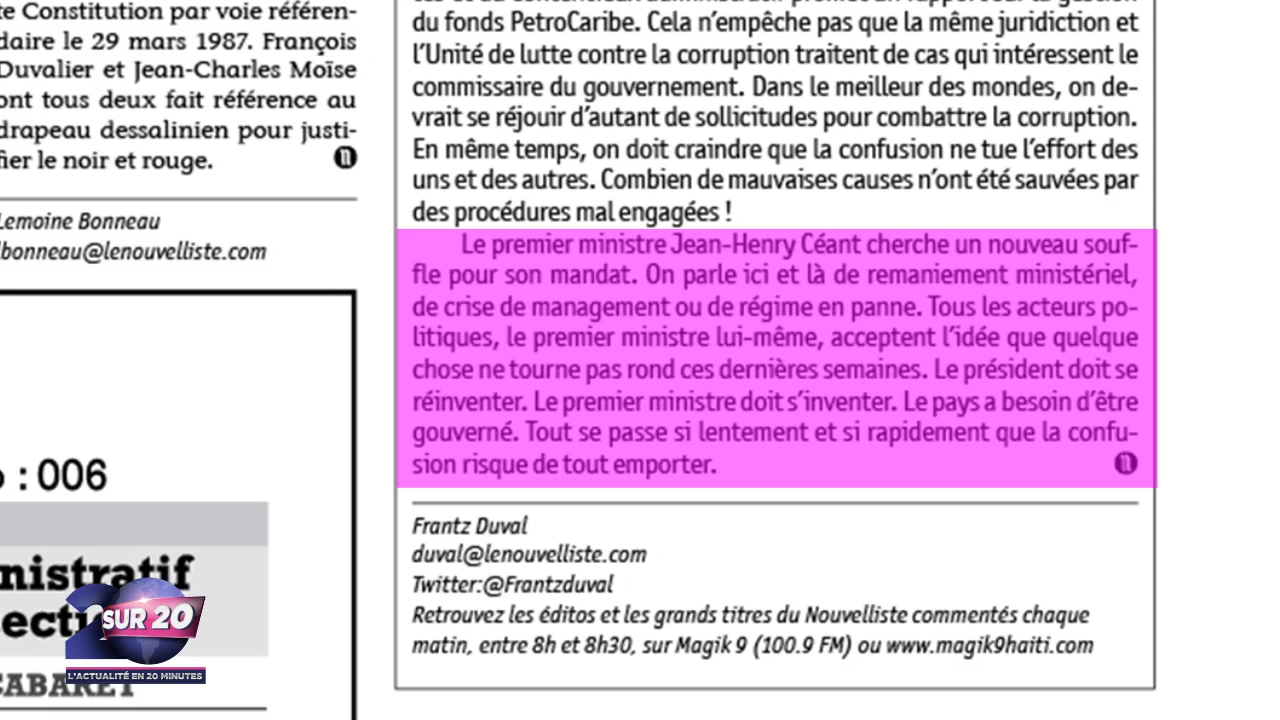 te Constitution par voie référen-
daire le 29 mars 1987. François
Duvalier et Jean-Charles Moïse
ont tous deux fait référence au
drapeau dessalinien pour justi-
fier le noir et rouge.
Lemoine Bonneau
lbonneau@lenouvelliste.com
: 006
nistratif
secti
CABARET
SUR 20
L'ACTUALITÉ EN 20 MINUTES
du fonds PetroCaribe. Cela n'empêche pas que la même juridiction et
l'Unité de lutte contre la corruption traitent de cas qui intéressent le
commissaire du gouvernement. Dans le meilleur des mondes, on de-
vrait se réjouir d'autant de sollicitudes pour combattre la corruption.
En même temps, on doit craindre que la confusion ne tue l'effort des
uns et des autres. Combien de mauvaises causes n'ont été sauvées par
des procédures mal engagées !
Le premier ministre Jean-Henry Céant cherche un nouveau souf-
fle pour son mandat. On parle ici et là de remaniement ministériel,
de crise de management ou de régime en panne. Tous les acteurs po-
litiques, le premier ministre lui-même, acceptent l'idée que quelque
chose ne tourne pas rond ces dernières semaines. Le président doit se
réinventer. Le premier ministre doit s'inventer. Le pays a besoin d'être
gouverné. Tout se passe si lentement et si rapidement que la confu-
sion risque de tout emporter.
Frantz Duval
duval@lenouvelliste.com
Twitter:@Frantzduval
Retrouvez les éditos et les grands titres du Nouvelliste commentés chaque
matin, entre 8h et 8h30, sur Magik 9 (100.9 FM) ou www.magik9haiti.com